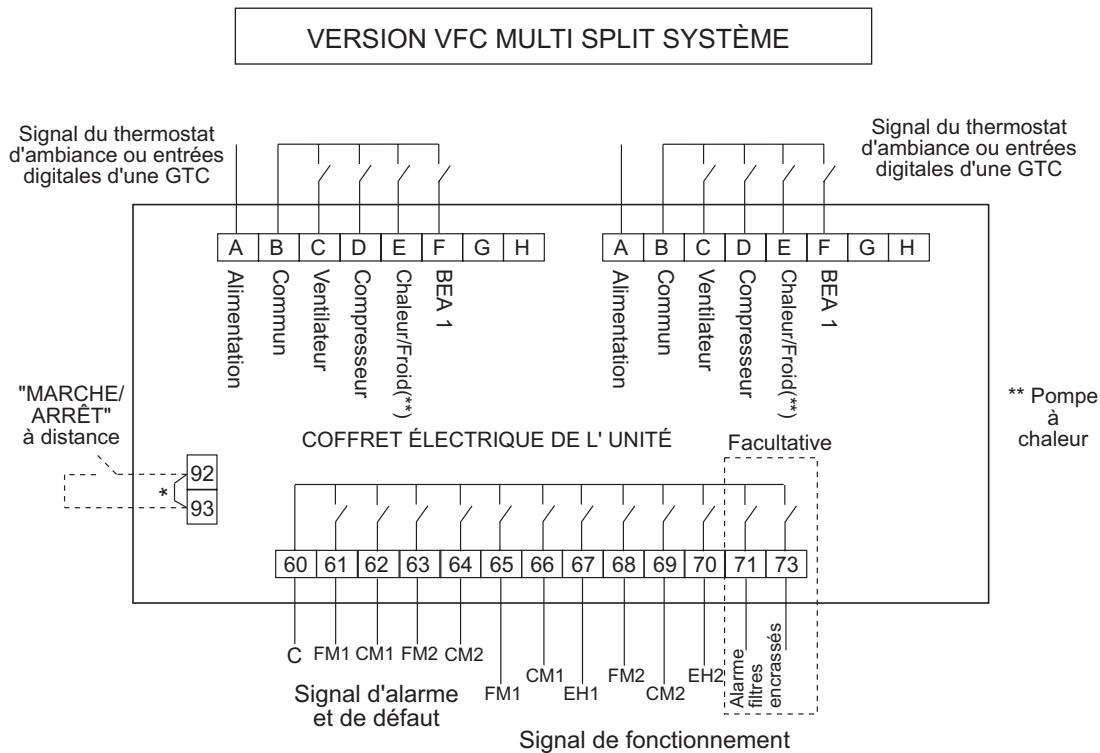 VERSION VFC MULTI SPLIT SYSTÈME
Signal du thermostat
d'ambiance ou entrées
digitales d'une GTC
Signal du thermostat
d'ambiance ou entrées
digitales d'une GTC
A B C D E F G H
A B C D E F G H
Alimentation
Commun
Ventilateur
Compresseur
Chaleur/Froid(**)
BEA 1
Alimentation
Commun
Ventilateur
Compresseur
Chaleur/Froid(**)
BEA 1
"MARCHE/
ARRÊT"
à distance
** Pompe
à
chaleur
COFFRET ÉLECTRIQUE DE L' UNITÉ
Facultative
92
*
93
60 61 62 63 64 65 66 67 68 69 70 71 73
C FM1 CM1 FM2 CM2
FM1 CM1 EH1 FM2 CM2 EH2
Alarme
filtres
encrassés
Signal d'alarme
et de défaut
Signal de fonctionnement